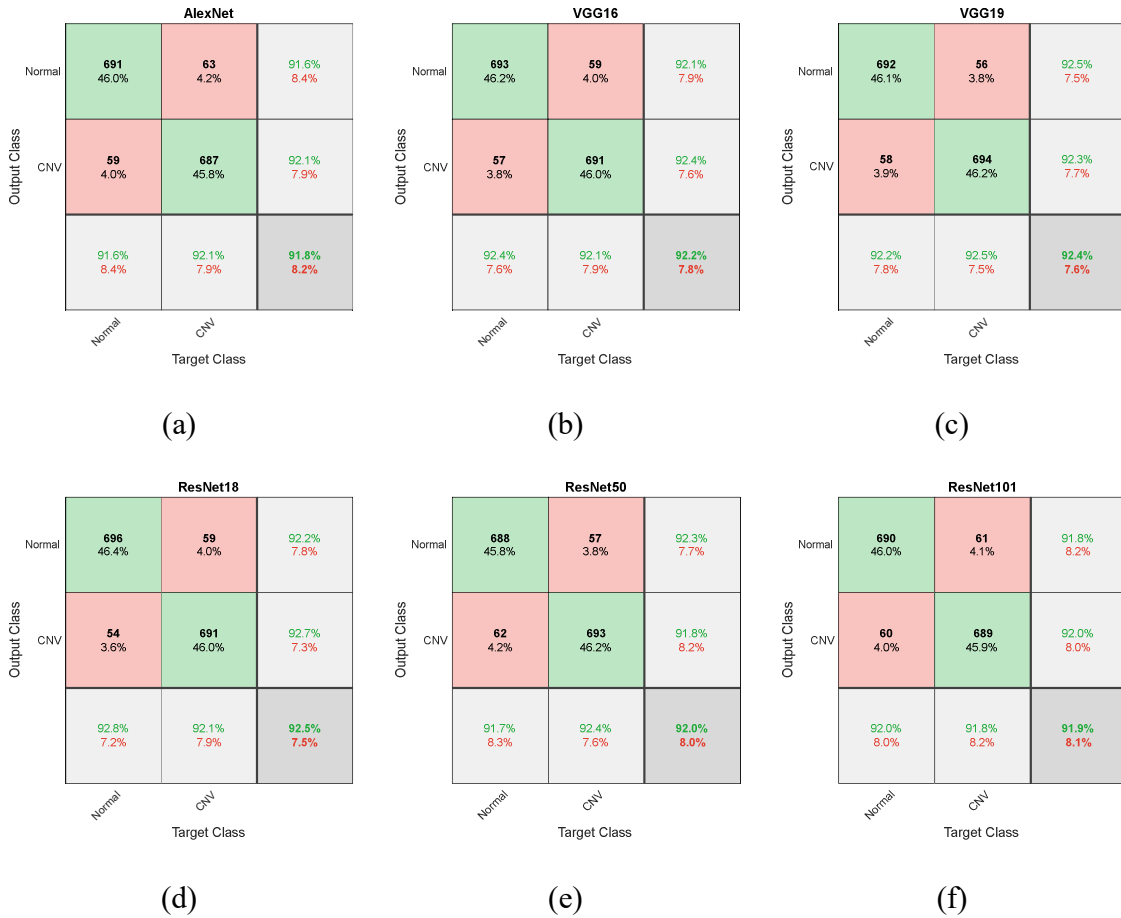 AlexNet
Output Class
Normal
691
46.0%
63
4.2%
91.6%
8.4%
CNV
59
4.0%
687
45.8%
92.1%
7.9%
91.6%
8.4%
92.1%
7.9%
91.8%
8.2%
Normal
CNV
Target Class
(a)
VGG16
Output Class
Normal
693
46.2%
59
4.0%
92.1%
7.9%
CNV
57
3.8%
691
46.0%
92.4%
7.6%
92.4%
7.6%
92.1%
7.9%
92.2%
7.8%
Normal
CNV
Target Class
(b)
VGG19
Output Class
Normal
692
46.1%
56
3.8%
92.5%
7.5%
CNV
58
3.9%
694
46.2%
92.3%
7.7%
92.2%
7.8%
92.5%
7.5%
92.4%
7.6%
Normal
CNV
Target Class
(c)
ResNet18
Output Class
Normal
696
46.4%
59
4.0%
92.2%
7.8%
CNV
54
3.6%
691
46.0%
92.7%
7.3%
92.8%
7.2%
92.1%
7.9%
92.5%
7.5%
Normal
CNV
Target Class
(d)
ResNet50
Output Class
Normal
688
45.8%
57
3.8%
92.3%
7.7%
CNV
62
4.2%
693
46.2%
91.8%
8.2%
91.7%
8.3%
92.4%
7.6%
92.0%
8.0%
Normal
CNV
Target Class
(e)
ResNet101
Output Class
Normal
690
46.0%
61
4.1%
91.8%
8.2%
CNV
60
4.0%
689
45.9%
92.0%
8.0%
92.0%
8.0%
91.8%
8.2%
91.9%
8.1%
Normal
CNV
Target Class
(f)